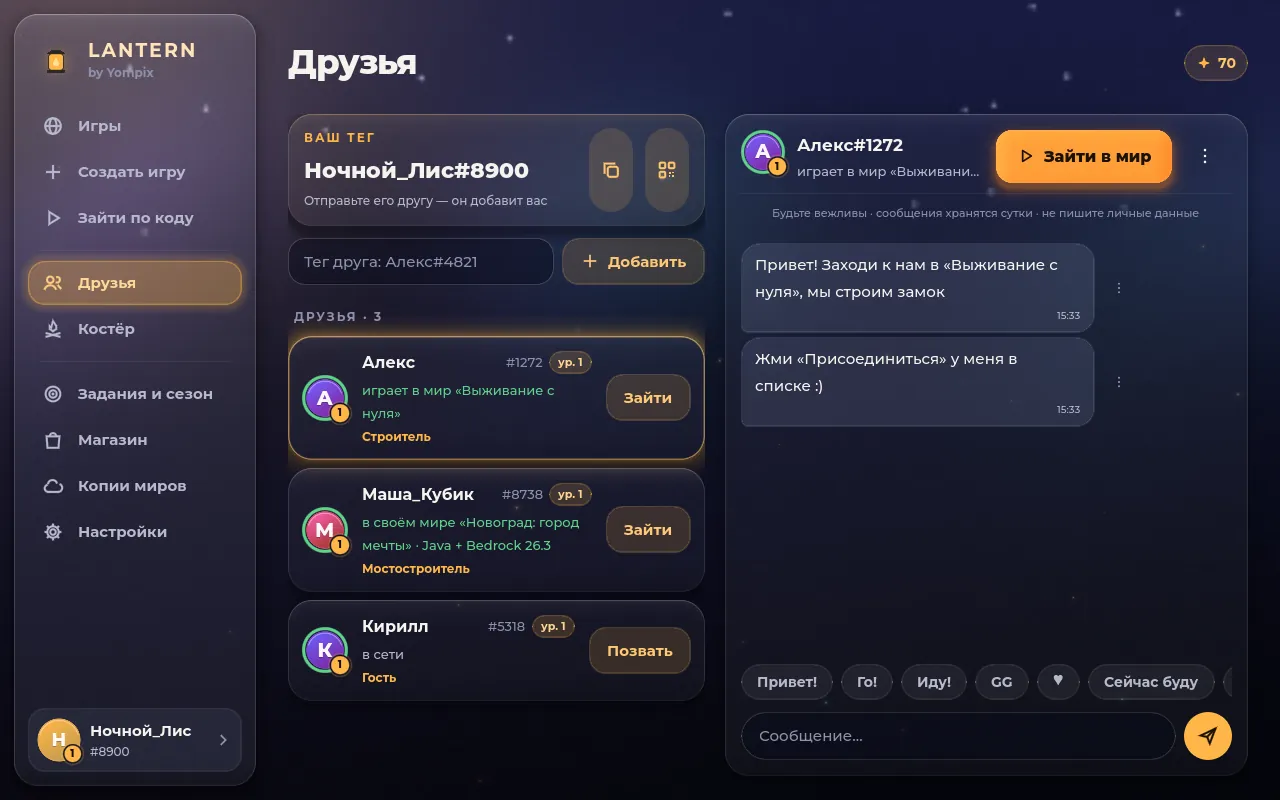 LANTERN
by Yompix
Игры
Создать игру
Зайти по коду
Друзья
Костёр
Задания и сезон
Магазин
Копии миров
Настройки
Н
1
Ночной_Лис
#8900
Друзья
70
ВАШ ТЕГ
Ночной_Лис#8900
Отправьте его другу — он добавит вас
Тег друга: Алекс#4821
Добавить
ДРУЗЬЯ · 3
Алекс #1272 ур. 1
А
1
играет в мир «Выживание с
нуля»
Строитель
Зайти
Маша_Кубик #8738 ур. 1
М
1
в своём мире «Новоград: город
мечты» · Java + Bedrock 26.3
Мостостроитель
Зайти
Кирилл #5318 ур. 1
К
1
в сети
Гость
Позвать
А
1
Алекс#1272
играет в мир «Выживани...
Зайти в мир
Будьте вежливы · сообщения хранятся сутки · не пишите личные данные
Привет! Заходи к нам в «Выживание с
нуля», мы строим замок
15:33
Жми «Присоединиться» у меня в
списке :)
15:33
Привет! Го! Иду! GG ♥ Сейчас буду
Сообщение...